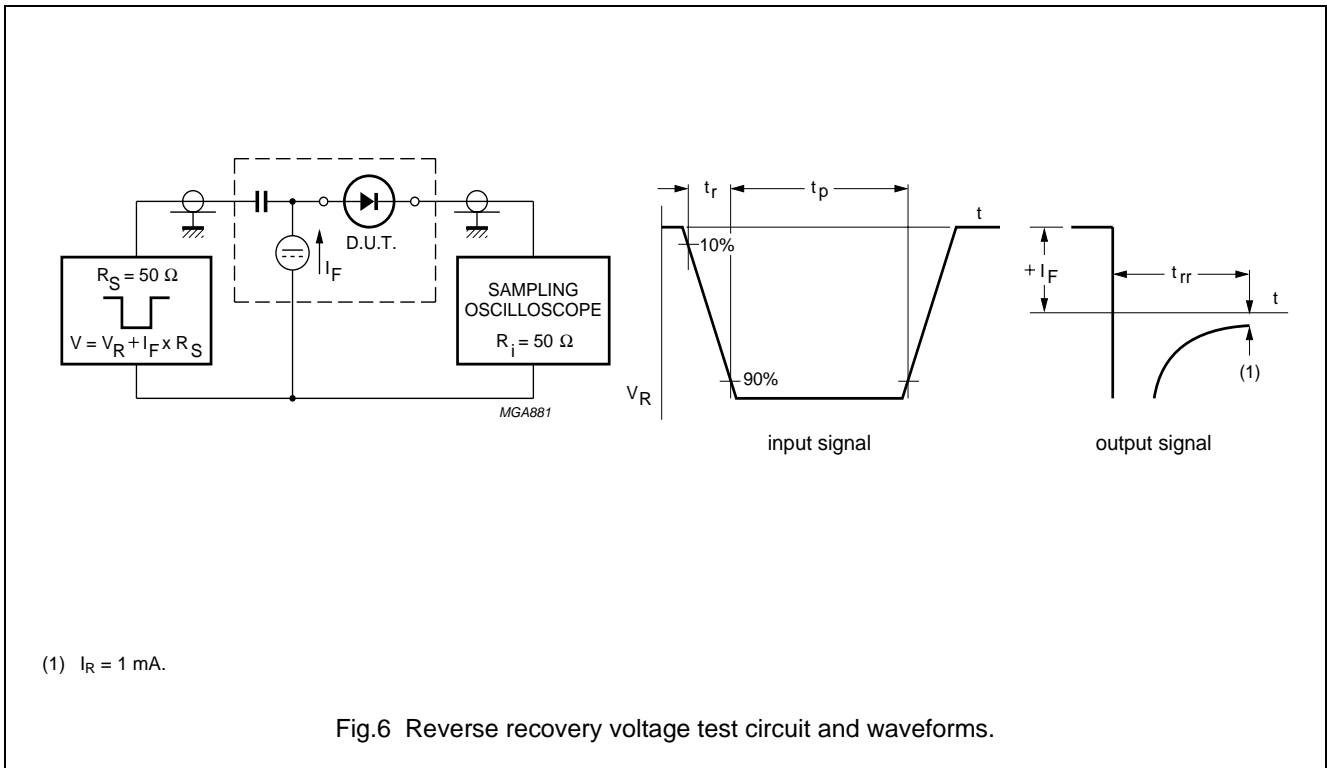 D.U.T.
I_F
R_S = 50 Ω
V = V_R + I_F x R_S
SAMPLING
OSCILLOSCOPE
R_i = 50 Ω
MGA881
t_r
t_p
t
10%
90%
V_R
input signal
+ I_F
t_rr
t
(1)
output signal
(1) I_R = 1 mA.
Fig.6 Reverse recovery voltage test circuit and waveforms.